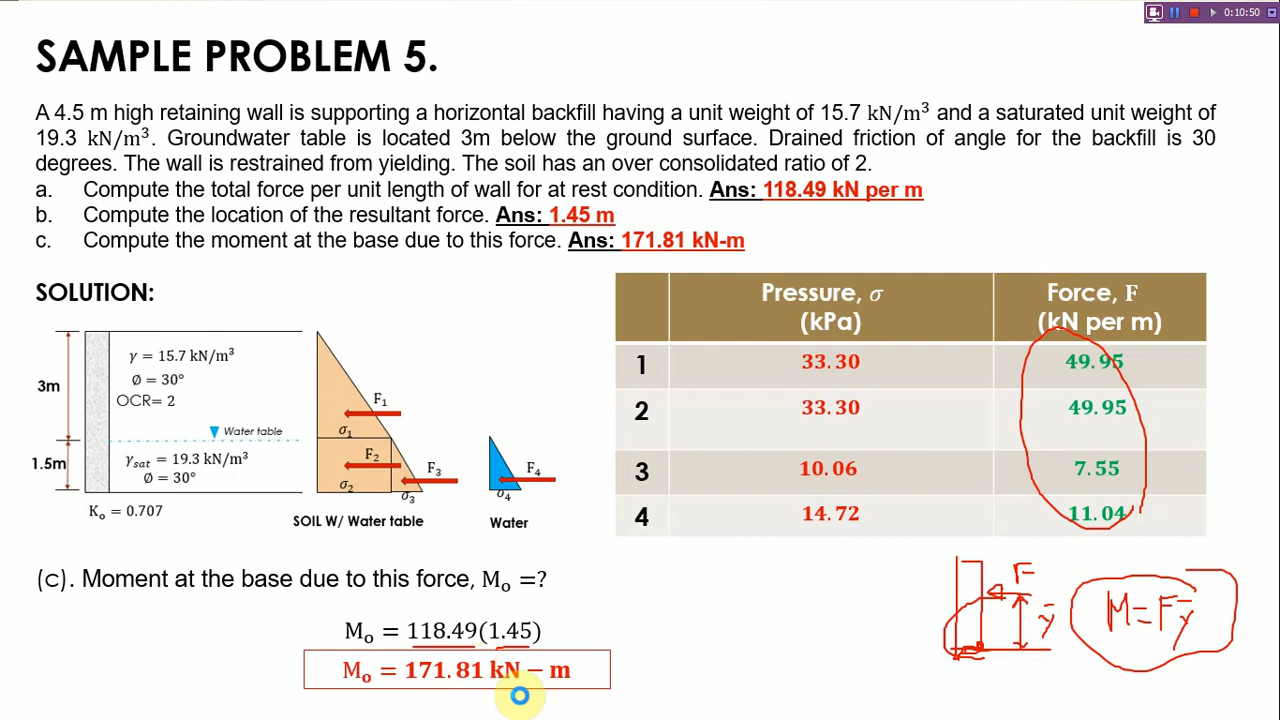 0:10:50
SAMPLE PROBLEM 5.
A 4.5 m high retaining wall is supporting a horizontal backfill having a unit weight of 15.7 kN/m³ and a saturated unit weight of
19.3 kN/m³. Groundwater table is located 3m below the ground surface. Drained friction of angle for the backfill is 30
degrees. The wall is restrained from yielding. The soil has an over consolidated ratio of 2.
a. Compute the total force per unit length of wall for at rest condition. Ans: 118.49 kN per m
b. Compute the location of the resultant force. Ans: 1.45 m
c. Compute the moment at the base due to this force. Ans: 171.81 kN-m
SOLUTION:
3m
γ = 15.7 kN/m³
Ø = 30°
OCR= 2
Water table
1.5m
γsat = 19.3 kN/m³
Ø = 30°
Kₒ = 0.707
F₁
σ₁
F₂
σ₂
F₃
σ₃
SOIL W/ Water table
F₄
σ₄
Water
Pressure, σ (kPa) Force, F (kN per m)
1 33.30 49.95
2 33.30 49.95
3 10.06 7.55
4 14.72 11.04
(c). Moment at the base due to this force, Mₒ =?
Mₒ = 118.49(1.45)
Mₒ = 171.81 kN − m
F
ȳ
M=Fȳ